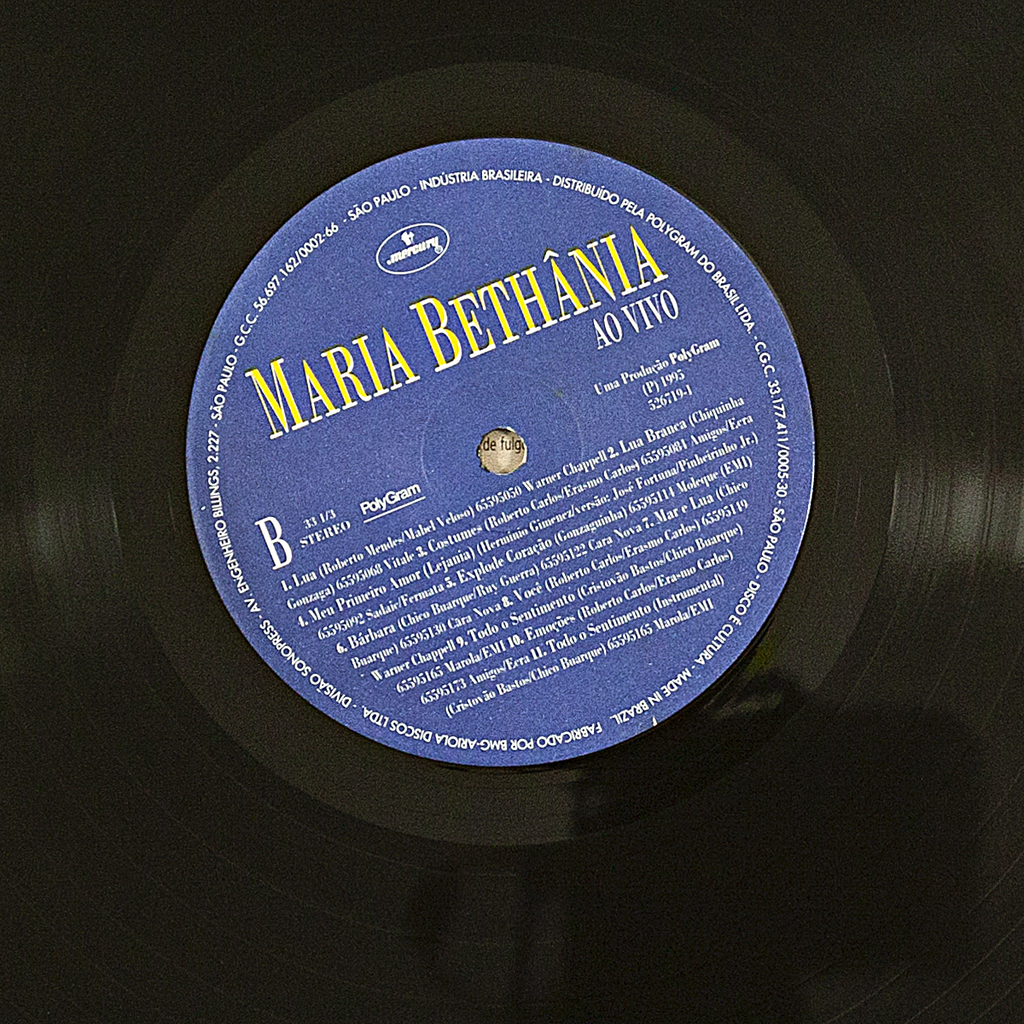 AV ENGENHEIRO BILLINGS, 2.227 - SÃO PAULO - G.C.C. 56.697.162/0002-66 - SÃO PAULO - INDÚSTRIA BRASILEIRA - DISTRIBUÍDO PELA POLYGRAM DO BRASIL LTDA. - C.G.C. 33.177.411/0005-30 - SÃO PAULO - DISCO É CULTURA. MADE IN BRAZIL
FABRICADO POR BMG-ARIOLA DISCOS LTDA. - DIVISÃO SONOPRESS -
mercury
MARIA BETHÂNIA
AO VIVO
Uma Produção PolyGram
(P) 1995
526719-1
de fulg
B
33 1/3
STEREO
PolyGram
1. Lua (Roberto Mendes/Mabel Veloso) 65595050 Warner Chappell 2. Lua Branca (Chiquinha
Gonzaga) 65595068 Vitale 3. Costumes (Roberto Carlos/Erasmo Carlos) 65595084 Amigos/Ecra
4. Meu Primeiro Amor (Lejania) (Herminio Gimenez/versão: José Fortuna/Pinheirinho Jr.)
65595092 Sadaic/Fermata 5. Explode Coração (Gonzaguinha) 65595114 Moleque (EMI)
6. Bárbara (Chico Buarque/Ruy Guerra) 65595122 Cara Nova 7. Mar e Lua (Chico
Buarque) 65595130 Cara Nova 8. Você (Roberto Carlos/Erasmo Carlos) 65595149
Warner Chappell 9. Todo o Sentimento (Cristovão Bastos/Chico Buarque)
65595165 Marola/EMI 10. Emoções (Roberto Carlos/Erasmo Carlos)
65595173 Amigos/Ecra 11. Todo o Sentimento (Instrumental)
(Cristovão Bastos/Chico Buarque) 65595165 Marola/EMI